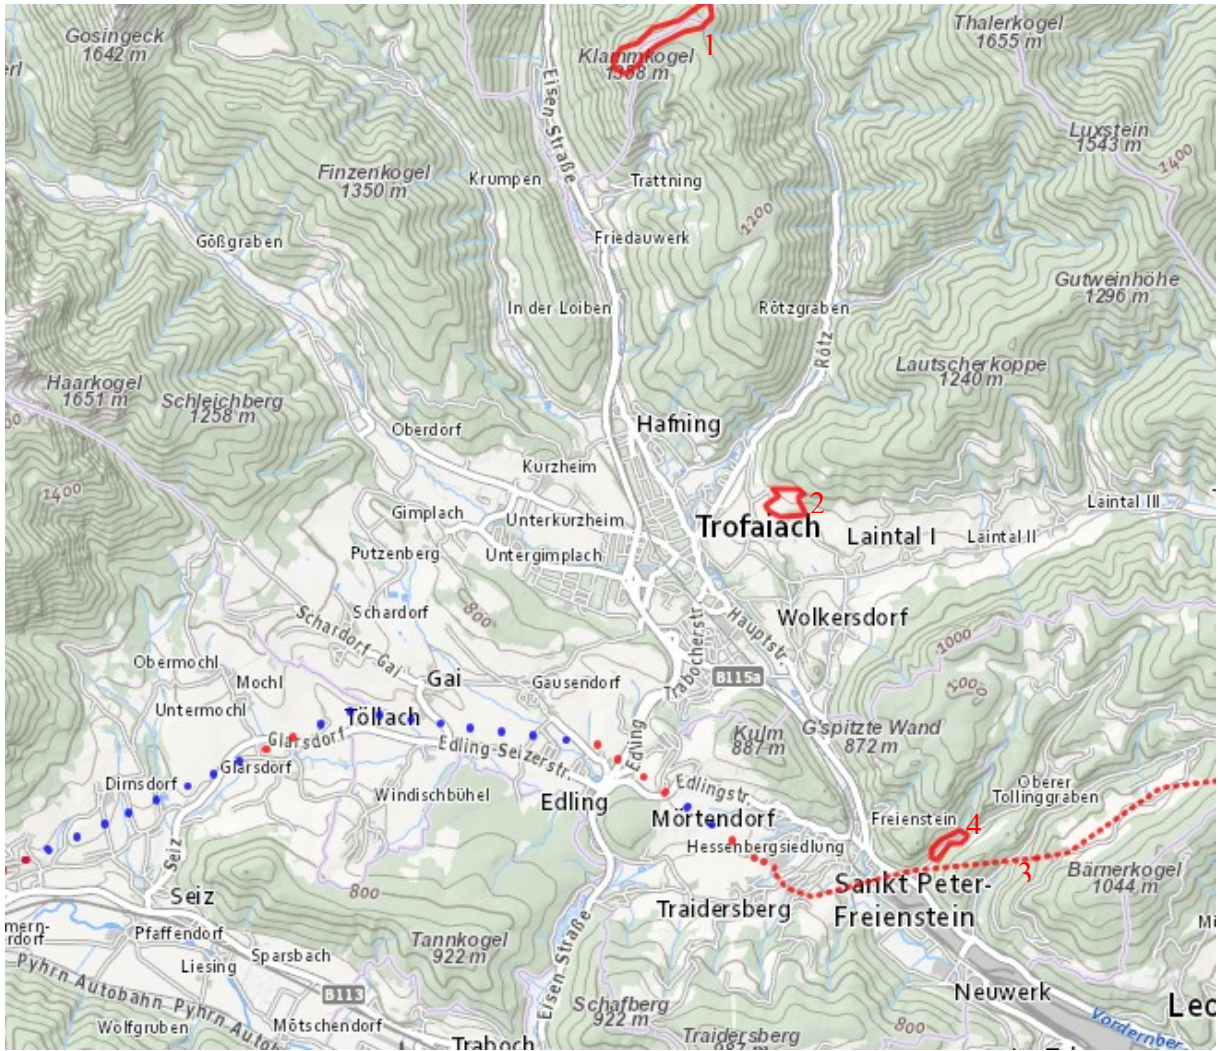 Gosingeck
1642 m
Klammkogel
1
Thalerkogel
1655 m
Eisen-Straße
Luxstein
1543 m
1400
Finzenkogel
1350 m
Krumpen
Trattning
1200
Gößgraben
Friedauwerk
In der Loiben
Rötzgraben
Gutweinhöhe
1296 m
Rötz
Lautscherkoppe
1240 m
Haarkogel
1651 m
Schleichberg
1258 m
Oberdorf
Hafning
1400
Kurzheim
Gimplach
Unterkurzheim
2
Trofaiach
Laintal I
Laintal II
Laintal III
Putzenberg
Untergimplach
Schardorf
800
Schardorf-Gai
Hauptstr.
Wolkersdorf
1000
Obermochl
Mochl
Gai
Gausendorf
Trabocherstr.
B115a
1000
Untermochl
Töllach
Glarsdorf
Edling-Seizerstr.
Edling
Kulm
887 m
G'spitzte Wand
872 m
Glarsdorf
Dirnsdorf
Windischbühel
Edling
Edlingstr.
Oberer
Tollinggraben
Mörtendorf
Freienstein
4
Hessenbergsiedlung
Seiz
800
Seiz
3
Bärnerkogel
1044 m
Sankt Peter-
Freienstein
Traidersberg
Pfaffendorf
Tannkogel
922 m
Eisen-Straße
Liesing
Sparsbach
Pyhrn Autobahn
Pyhrn Auto
B113
Neuwerk
Schafberg
922 m
Wolfgruben
Mötschendorf
Traboch
Traidersberg
800
Vordernber
Leo